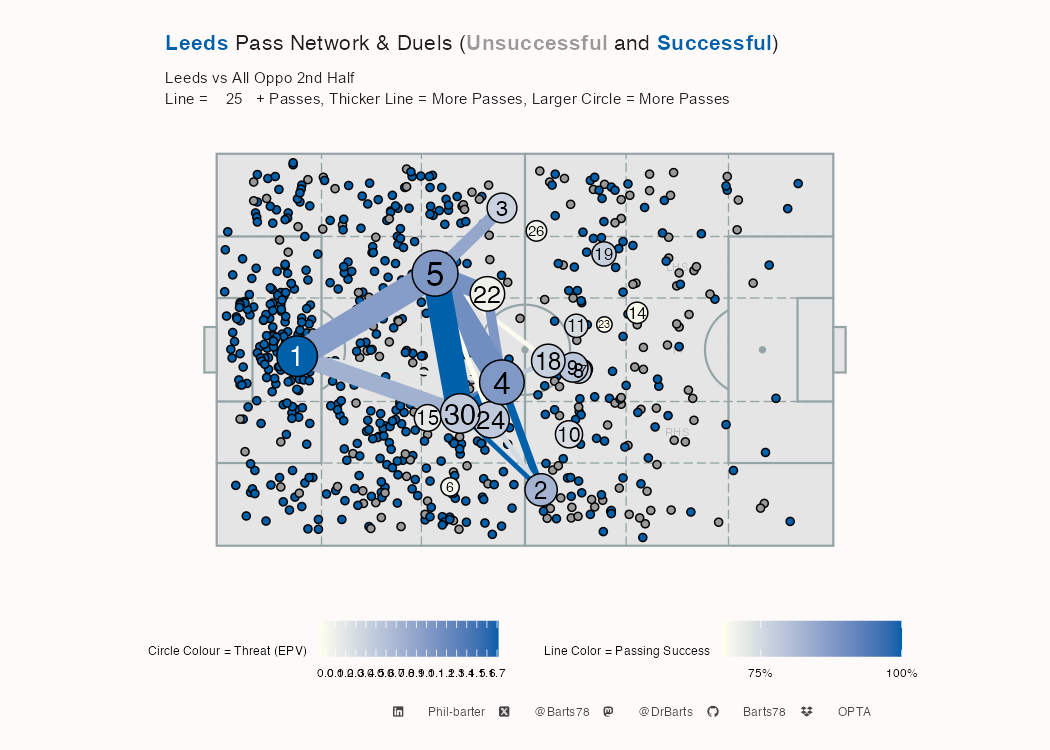 Leeds Pass Network & Duels (Unsuccessful and Successful)
Leeds vs All Oppo 2nd Half
Line = 25 + Passes, Thicker Line = More Passes, Larger Circle = More Passes
3
26
19
5
LHS
22
14
11
23
1
18
9
8
4
30
15
24
10
RHS
6
2
Circle Colour = Threat (EPV)
Line Color = Passing Success
75%
100%
Phil-barter
@Barts78
@DrBarts
Barts78
OPTA